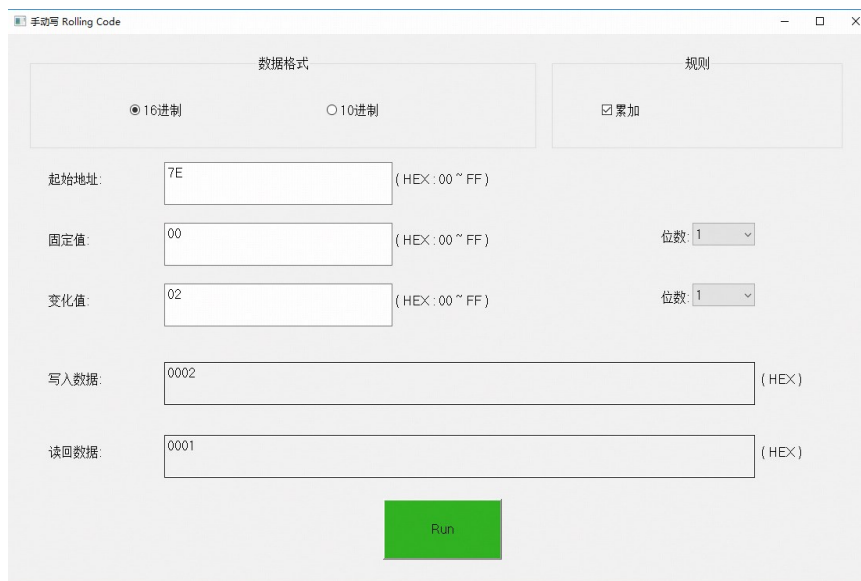 手动写 Rolling Code
数据格式
规则
16进制
10进制
累加
起始地址:
7E
(HEX:00~FF)
固定值:
00
(HEX:00~FF)
位数:
1
变化值:
02
(HEX:00~FF)
位数:
1
写入数据:
0002
(HEX)
读回数据:
0001
(HEX)
Run